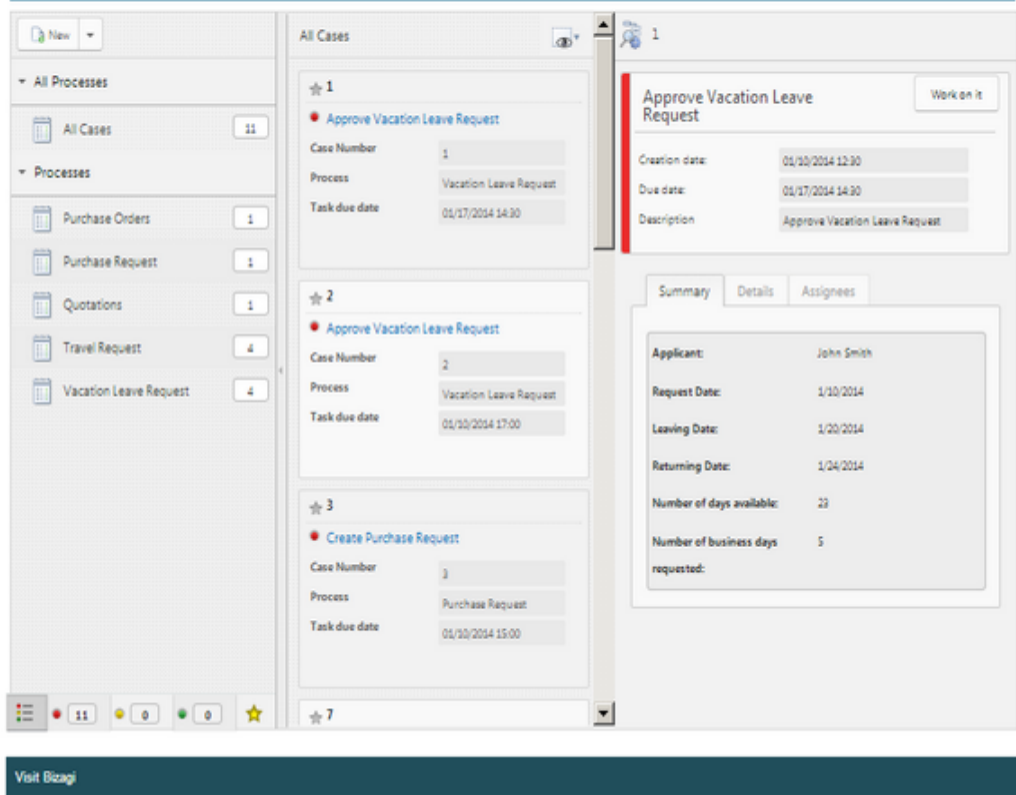 New
All Processes
All Cases 11
Processes
Purchase Orders 1
Purchase Request 1
Quotations 1
Travel Request 4
Vacation Leave Request 4
11 0 0
All Cases
1
Approve Vacation Leave Request
Case Number 1
Process Vacation Leave Request
Task due date 01/17/2014 14:30
2
Approve Vacation Leave Request
Case Number 2
Process Vacation Leave Request
Task due date 01/10/2014 17:00
3
Create Purchase Request
Case Number 3
Process Purchase Request
Task due date 01/10/2014 15:00
7
1
Approve Vacation Leave
Request
Work on it
Creation date: 01/10/2014 12:30
Due date: 01/17/2014 14:30
Description Approve Vacation Leave Request
Summary Details Assignees
Applicant: John Smith
Request Date: 1/10/2014
Leaving Date: 1/20/2014
Returning Date: 1/24/2014
Number of days available: 23
Number of business days 5
requested:
Visit Bizagi